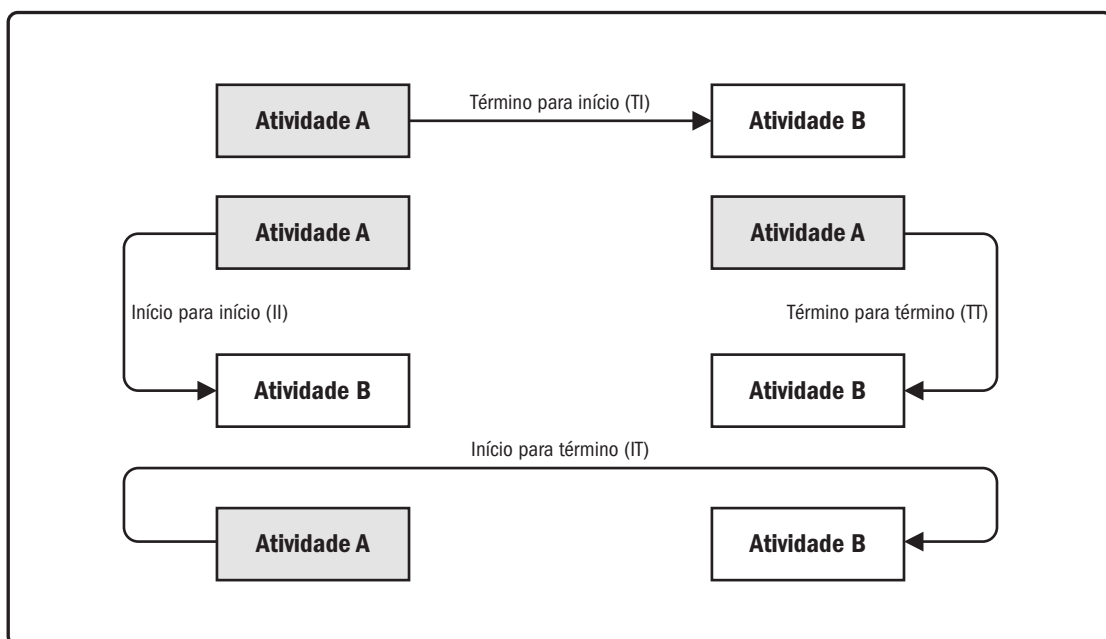 Atividade A
Término para início (TI)
Atividade B
Atividade A
Atividade A
Início para início (II)
Término para término (TT)
Atividade B
Atividade B
Início para término (IT)
Atividade A
Atividade B